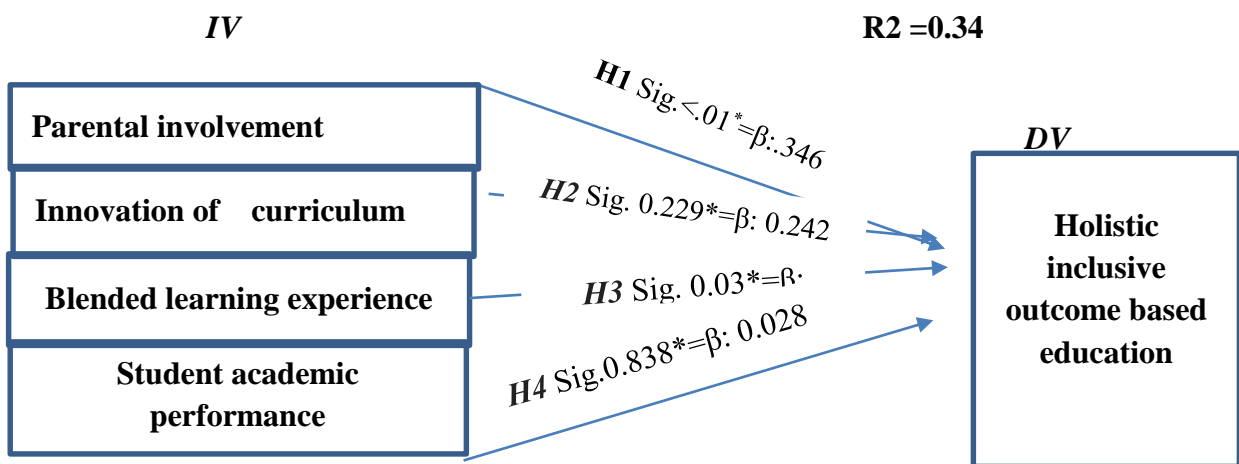 IV
R2 =0.34
Parental involvement
Innovation of curriculum
Blended learning experience
Student academic
performance
H1 Sig.<.01*=β:.346
H2 Sig. 0.229*=β: 0.242
H3 Sig. 0.03*=β:
H4 Sig.0.838*=β: 0.028
DV
Holistic
inclusive
outcome based
education